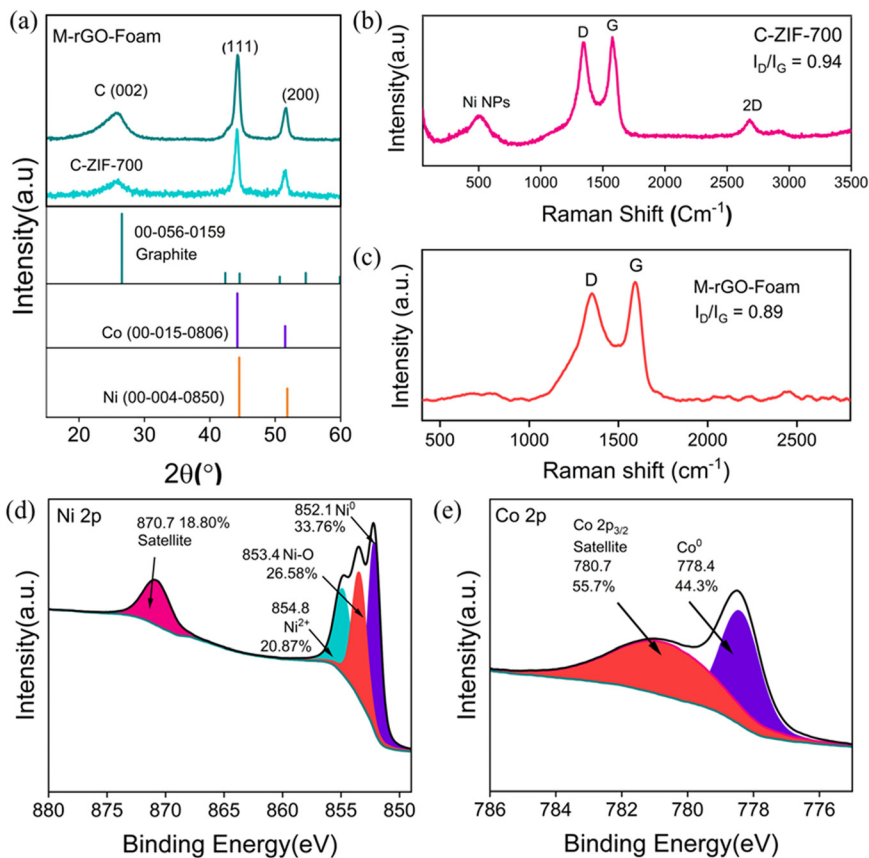 (a)
M-rGO-Foam
(111)
C (002)
(200)
C-ZIF-700
00-056-0159
Graphite
Co (00-015-0806)
Ni (00-004-0850)
Intensity(a.u)
20 30 40 50 60
2θ(°)
(b)
C-ZIF-700
I_D/I_G = 0.94
D
G
Ni NPs
2D
Intensity(a.u)
500 1000 1500 2000 2500 3000 3500
Raman Shift (Cm⁻¹)
(c)
M-rGO-Foam
I_D/I_G = 0.89
D
G
Intensity (a.u.)
500 1000 1500 2000 2500
Raman shift (cm⁻¹)
(d)
Ni 2p
870.7 18.80%
Satellite
852.1 Ni⁰
33.76%
853.4 Ni-O
26.58%
854.8
Ni²⁺
20.87%
Intensity(a.u.)
880 875 870 865 860 855 850
Binding Energy(eV)
(e)
Co 2p
Co 2p₃/₂
Satellite
780.7
55.7%
Co⁰
778.4
44.3%
Intensity(a.u.)
786 784 782 780 778 776
Binding Energy(eV)